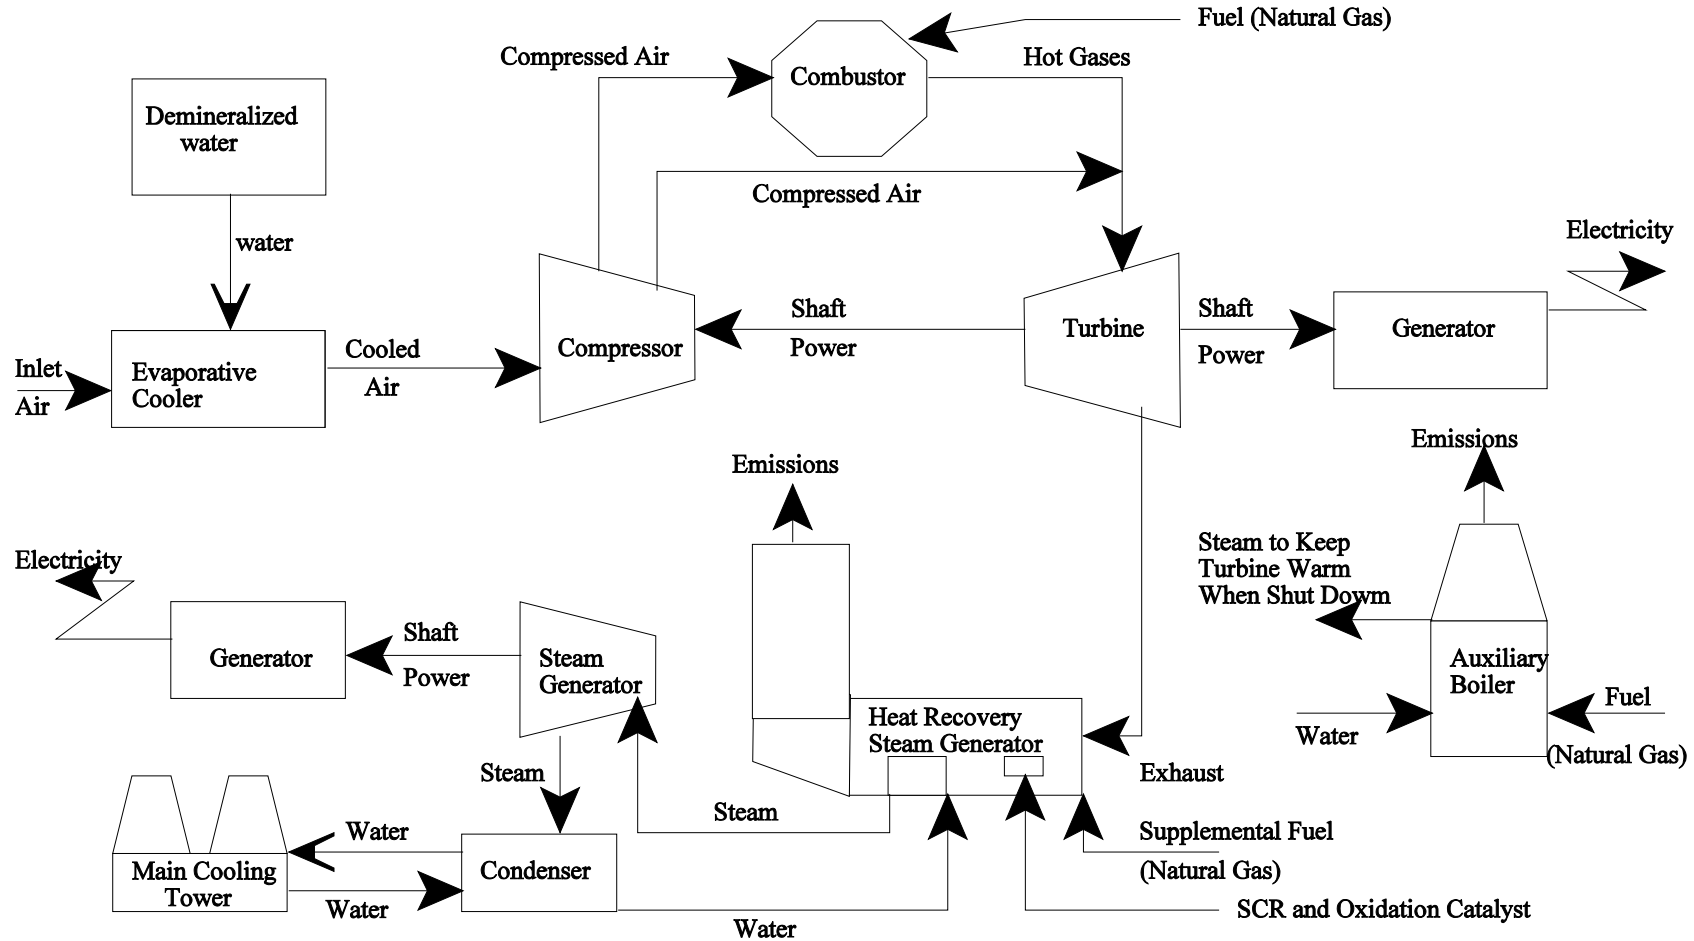 Fuel (Natural Gas)
Compressed Air
Hot Gases
Combustor
Demineralized
water
Compressed Air
water
Electricity
Shaft
Power
Shaft
Power
Turbine
Generator
Compressor
Cooled
Air
Inlet
Air
Evaporative
Cooler
Emissions
Emissions
Steam to Keep
Turbine Warm
When Shut Dowm
Electricity
Shaft
Power
Generator
Steam
Generator
Auxiliary
Boiler
Fuel
(Natural Gas)
Water
Heat Recovery
Steam Generator
Exhaust
Steam
Steam
Supplemental Fuel
(Natural Gas)
Water
Main Cooling
Tower
Condenser
Water
Water
SCR and Oxidation Catalyst